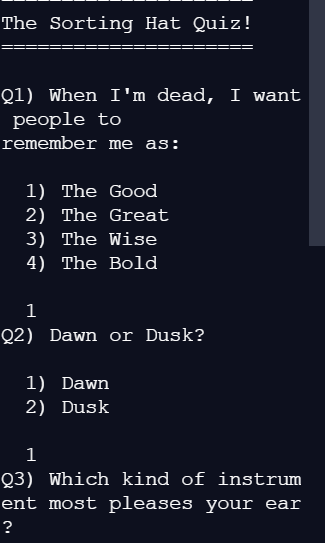 =====================
The Sorting Hat Quiz!
=====================
Q1) When I'm dead, I want
people to
remember me as:
1) The Good
2) The Great
3) The Wise
4) The Bold
1
Q2) Dawn or Dusk?
1) Dawn
2) Dusk
1
Q3) Which kind of instrum
ent most pleases your ear
?